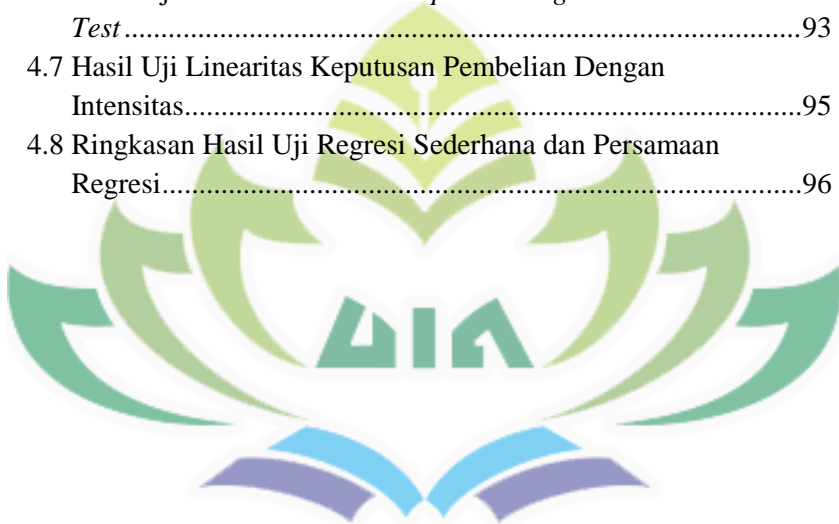 Test...............................................................................93
4.7 Hasil Uji Linearitas Keputusan Pembelian Dengan
Intensitas.......................................................................95
4.8 Ringkasan Hasil Uji Regresi Sederhana dan Persamaan
Regresi..........................................................................96